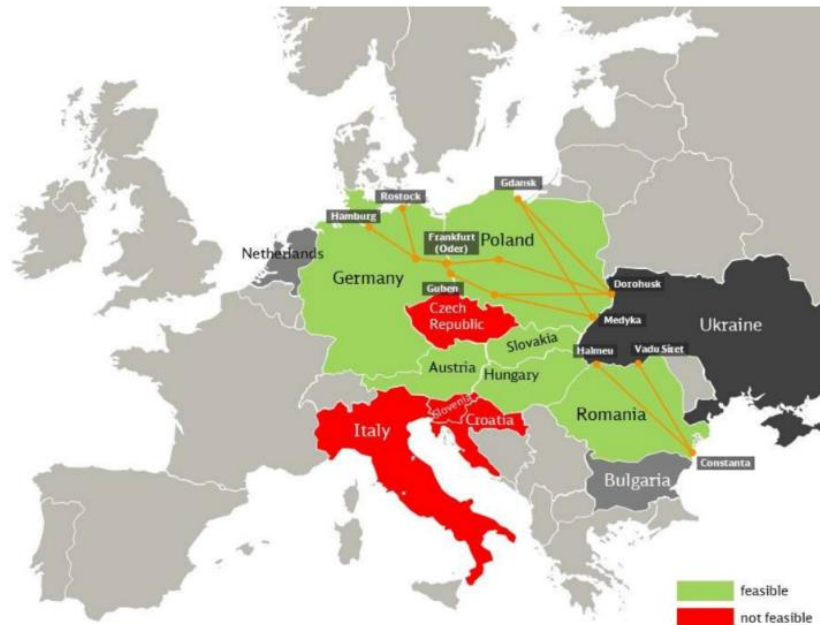 Gdansk
Rostock
Hamburg
Frankfurt
(Oder)
Poland
Netherlands
Germany
Guben
Dorohusk
Czech
Republic
Medyka
Ukraine
Slovakia
Halmeu
Vadu Siret
Austria
Hungary
Slovenia
Croatia
Italy
Romania
Constanta
Bulgaria
feasible
not feasible